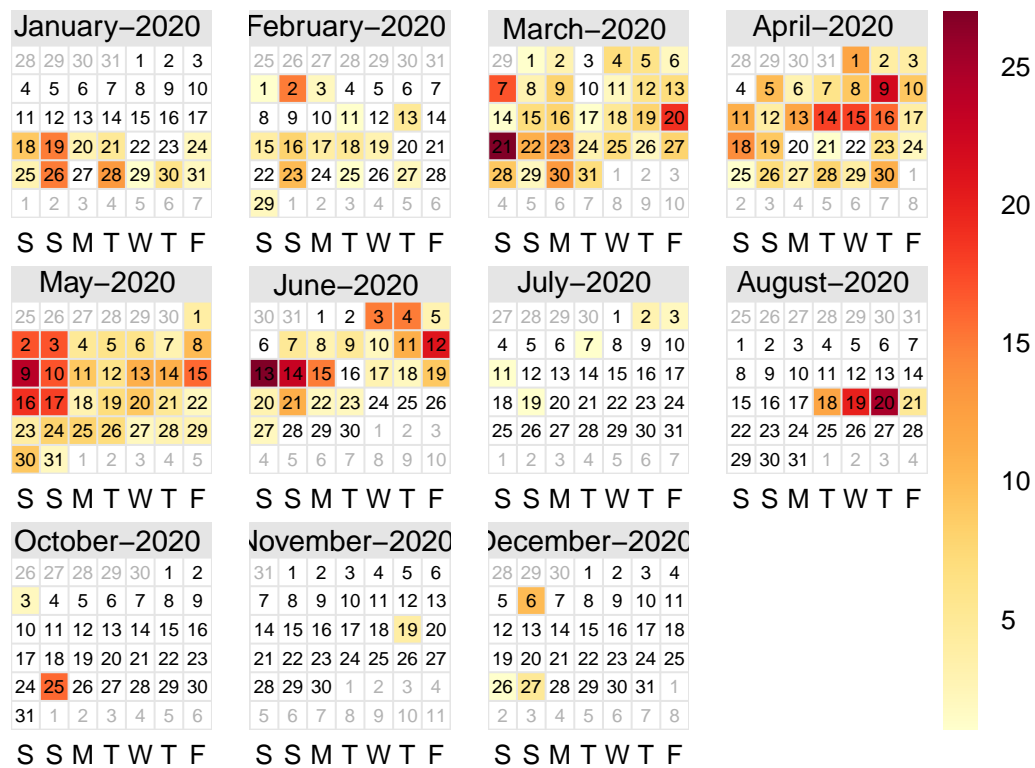 January−2020 February−2020 March−2020 April−2020
28 29 30 31 1 2 3 25 26 27 28 29 30 31 29 1 2 3 4 5 6 28 29 30 31 1 2 3
4 5 6 7 8 9 10 1 2 3 4 5 6 7 7 8 9 10 11 12 13 4 5 6 7 8 9 10
11 12 13 14 15 16 17 8 9 10 11 12 13 14 14 15 16 17 18 19 20 11 12 13 14 15 16 17
18 19 20 21 22 23 24 15 16 17 18 19 20 21 21 22 23 24 25 26 27 18 19 20 21 22 23 24
25 26 27 28 29 30 31 22 23 24 25 26 27 28 28 29 30 31 1 2 3 25 26 27 28 29 30 1
1 2 3 4 5 6 7 29 1 2 3 4 5 6 4 5 6 7 8 9 10 2 3 4 5 6 7 8
S S M T W T F S S M T W T F S S M T W T F S S M T W T F
May−2020 June−2020 July−2020 August−2020
25 26 27 28 29 30 1 30 31 1 2 3 4 5 27 28 29 30 1 2 3 25 26 27 28 29 30 31
2 3 4 5 6 7 8 6 7 8 9 10 11 12 4 5 6 7 8 9 10 1 2 3 4 5 6 7
9 10 11 12 13 14 15 13 14 15 16 17 18 19 11 12 13 14 15 16 17 8 9 10 11 12 13 14
16 17 18 19 20 21 22 20 21 22 23 24 25 26 18 19 20 21 22 23 24 15 16 17 18 19 20 21
23 24 25 26 27 28 29 27 28 29 30 1 2 3 25 26 27 28 29 30 31 22 23 24 25 26 27 28
30 31 1 2 3 4 5 4 5 6 7 8 9 10 1 2 3 4 5 6 7 29 30 31 1 2 3 4
S S M T W T F S S M T W T F S S M T W T F S S M T W T F
October−2020 November−2020 December−2020
26 27 28 29 30 1 2 31 1 2 3 4 5 6 28 29 30 1 2 3 4
3 4 5 6 7 8 9 7 8 9 10 11 12 13 5 6 7 8 9 10 11
10 11 12 13 14 15 16 14 15 16 17 18 19 20 12 13 14 15 16 17 18
17 18 19 20 21 22 23 21 22 23 24 25 26 27 19 20 21 22 23 24 25
24 25 26 27 28 29 30 28 29 30 1 2 3 4 26 27 28 29 30 31 1
31 1 2 3 4 5 6 5 6 7 8 9 10 11 2 3 4 5 6 7 8
S S M T W T F S S M T W T F S S M T W T F
25
20
15
10
5